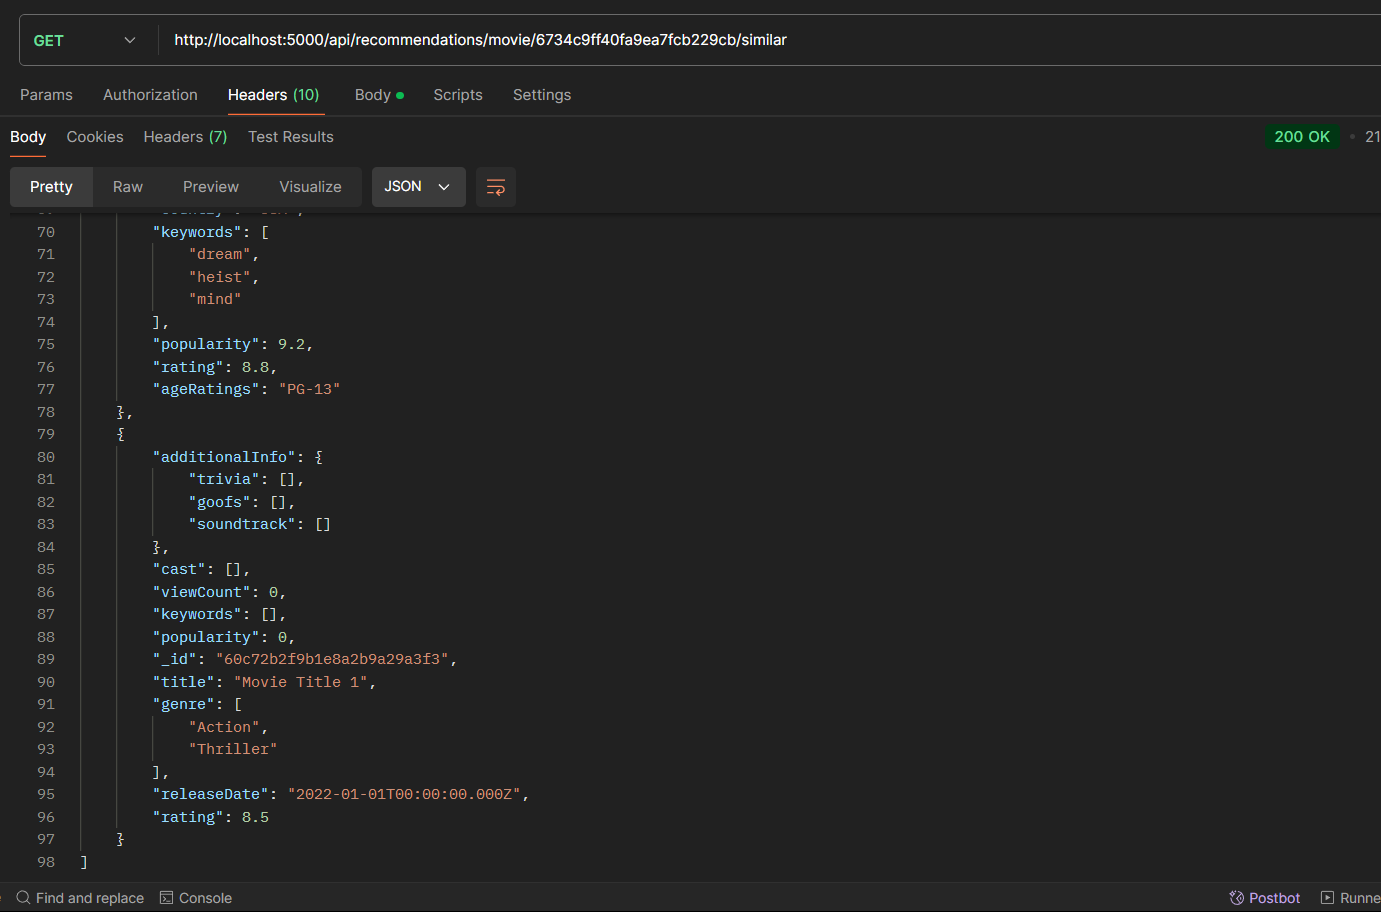 GET http://localhost:5000/api/recommendations/movie/6734c9ff40fa9ea7fcb229cb/similar
Params Authorization Headers (10) Body Scripts Settings
Body Cookies Headers (7) Test Results 200 OK 21
Pretty Raw Preview Visualize JSON
70 "keywords": [
71 "dream",
72 "heist",
73 "mind"
74 ],
75 "popularity": 9.2,
76 "rating": 8.8,
77 "ageRatings": "PG-13"
78 },
79 {
80 "additionalInfo": {
81 "trivia": [],
82 "goofs": [],
83 "soundtrack": []
84 },
85 "cast": [],
86 "viewCount": 0,
87 "keywords": [],
88 "popularity": 0,
89 "_id": "60c72b2f9b1e8a2b9a29a3f3",
90 "title": "Movie Title 1",
91 "genre": [
92 "Action",
93 "Thriller"
94 ],
95 "releaseDate": "2022-01-01T00:00:00.000Z",
96 "rating": 8.5
97 }
98 ]
Find and replace Console Postbot Runne